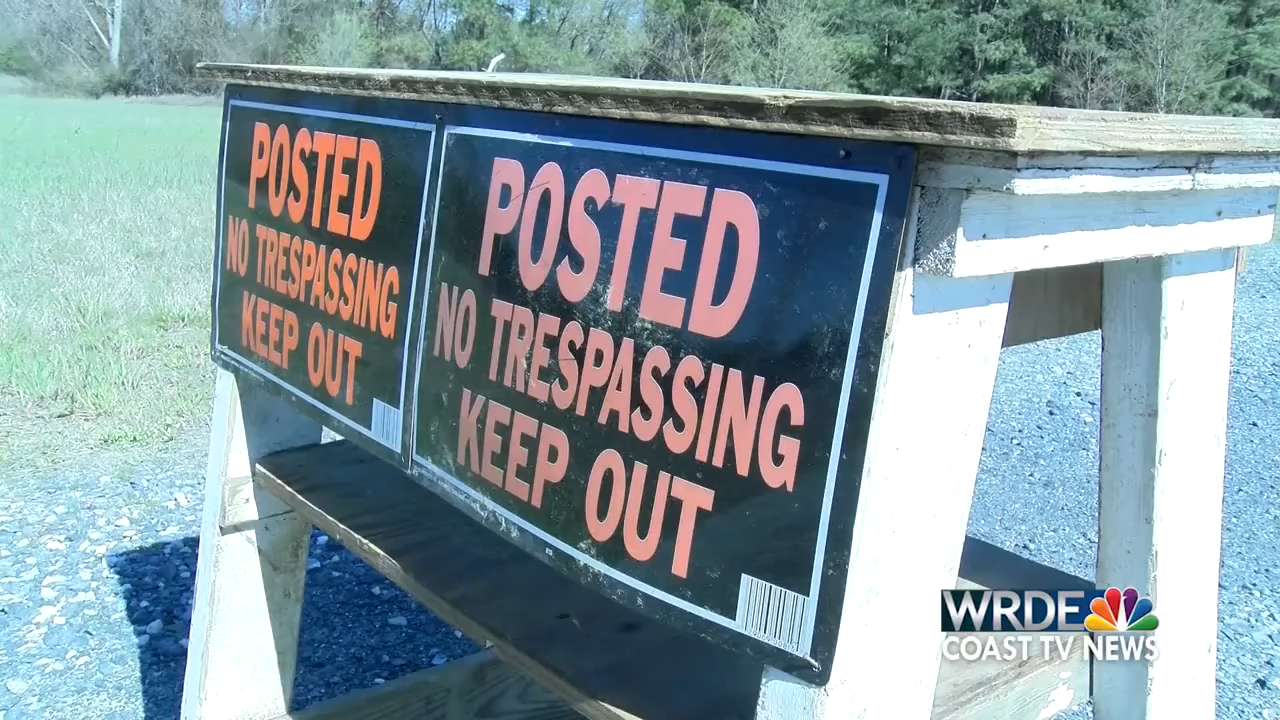 POSTED
NO TRESPASSING
KEEP OUT
POSTED
NO TRESPASSING
KEEP OUT
WRDE
COAST TV NEWS